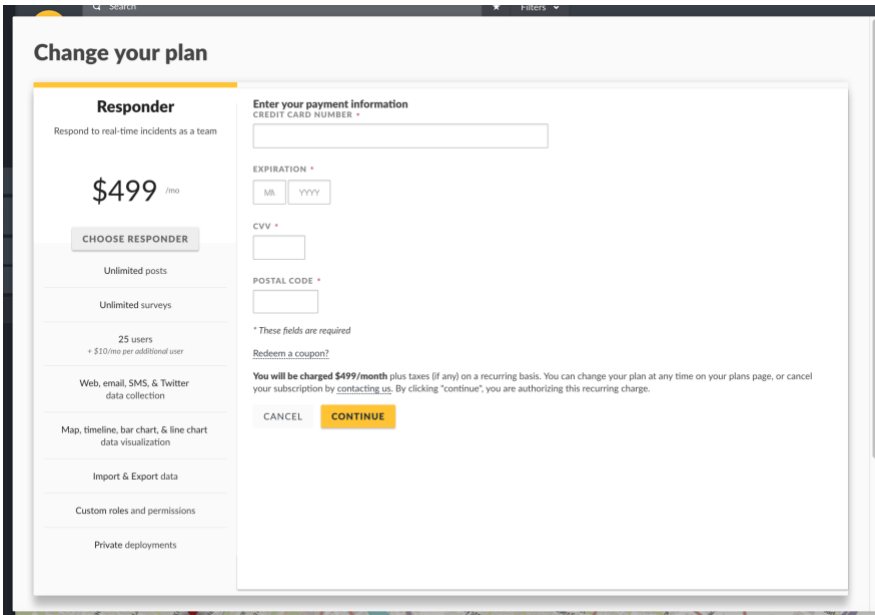 Search
Filters
Change your plan
Responder
Respond to real-time incidents as a team
$499 /mo
CHOOSE RESPONDER
Unlimited posts
Unlimited surveys
25 users
+ $10/mo per additional user
Web, email, SMS, & Twitter
data collection
Map, timeline, bar chart, & line chart
data visualization
Import & Export data
Custom roles and permissions
Private deployments
Enter your payment information
CREDIT CARD NUMBER *
EXPIRATION *
YYYY
CVV *
POSTAL CODE *
* These fields are required
Redeem a coupon?
You will be charged $499/month plus taxes (if any) on a recurring basis. You can change your plan at any time on your plans page, or cancel
your subscription by contacting us. By clicking "continue", you are authorizing this recurring charge.
CANCEL CONTINUE